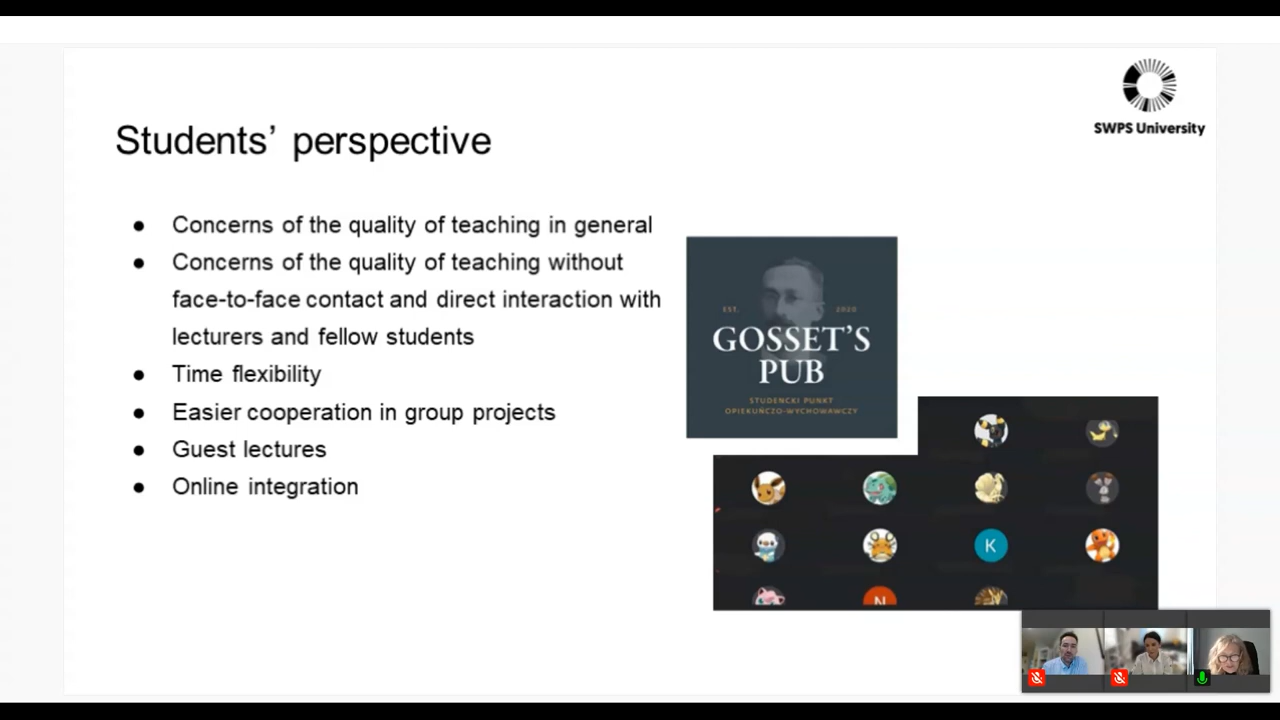 SWPS University
Students’ perspective
● Concerns of the quality of teaching in general
● Concerns of the quality of teaching without
face-to-face contact and direct interaction with
lecturers and fellow students
● Time flexibility
● Easier cooperation in group projects
● Guest lectures
● Online integration
EST. 2020
GOSSET'S
PUB
STUDENCKI PUNKT
OPIEKUŃCZO-WYCHOWAWCZY
K
N